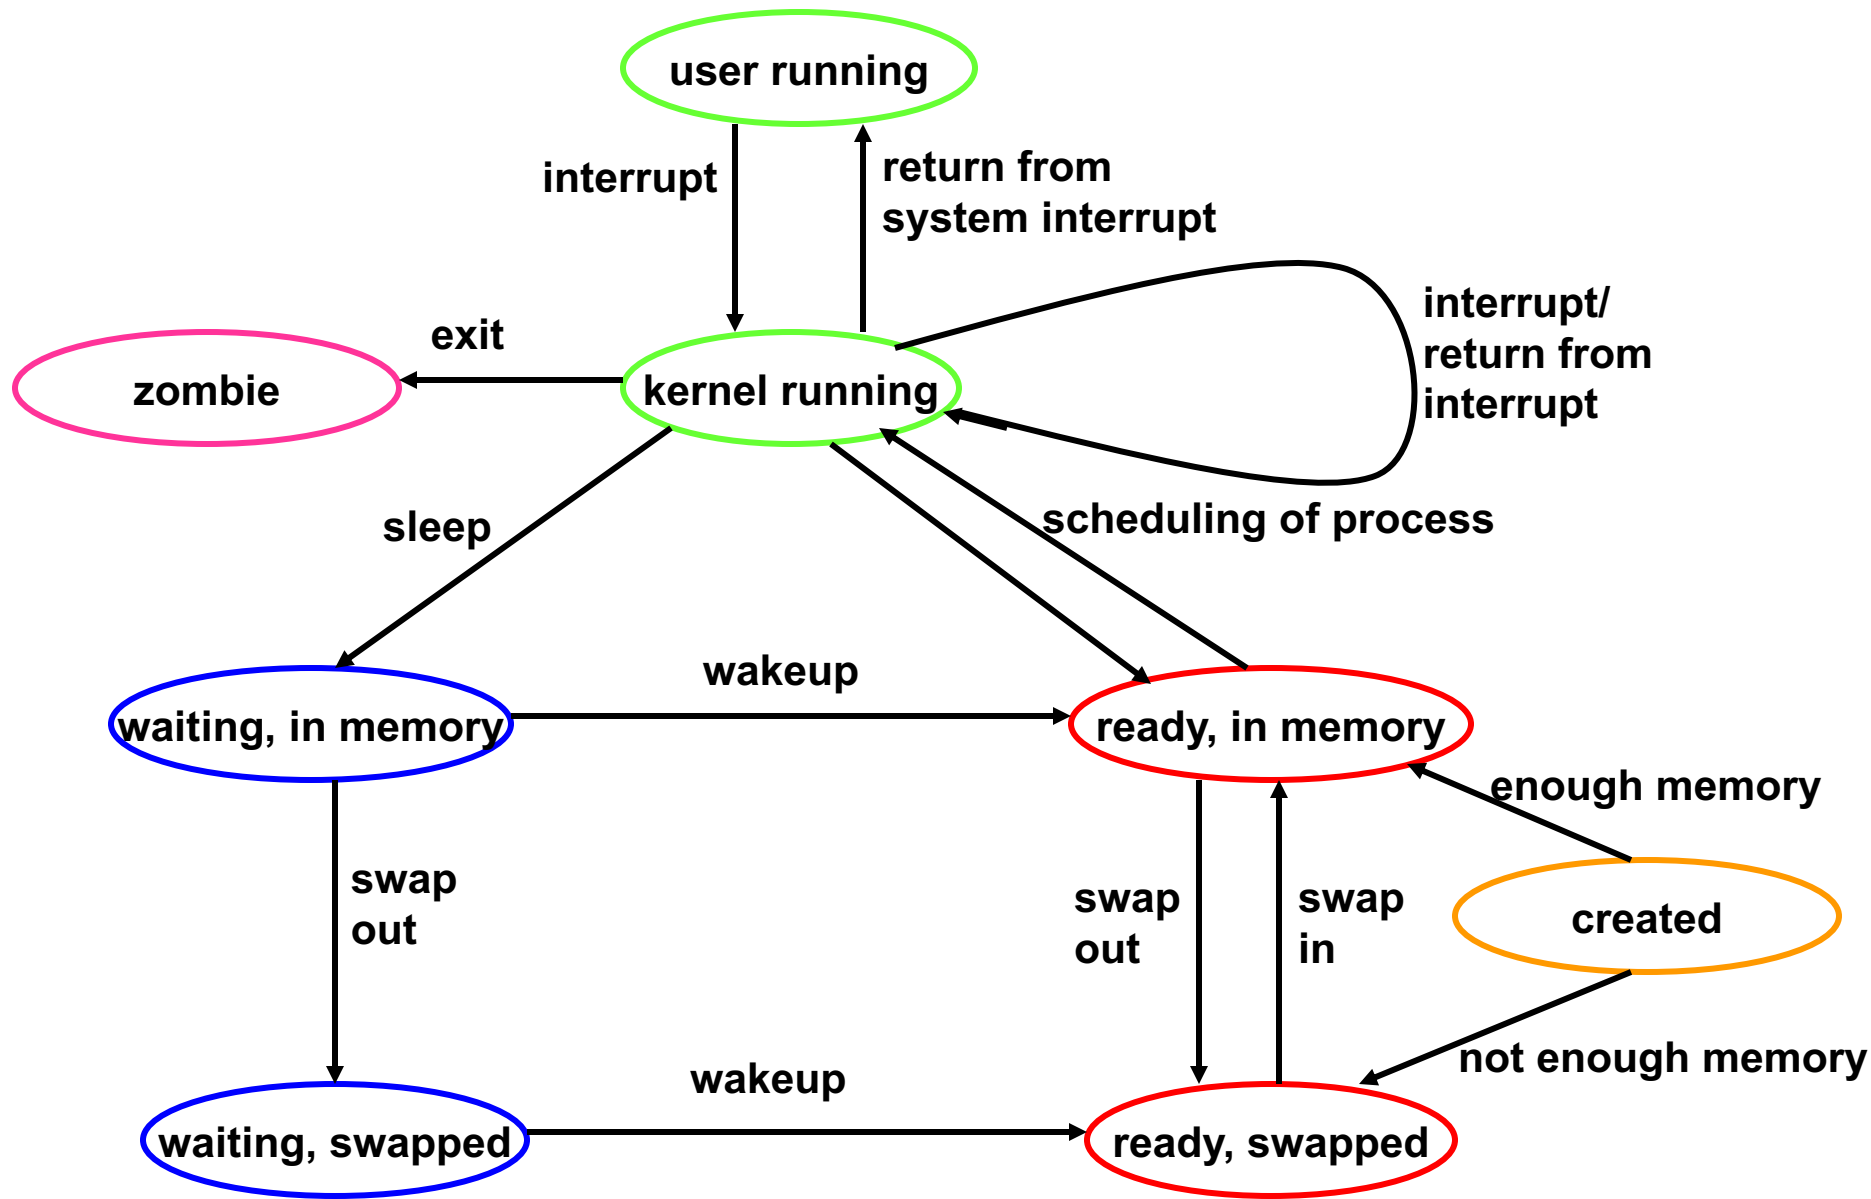 user running
interrupt
return from
system interrupt
interrupt/
return from
interrupt
exit
zombie
kernel running
scheduling of process
sleep
wakeup
waiting, in memory
ready, in memory
enough memory
swap
out
swap
out
swap
in
created
not enough memory
wakeup
waiting, swapped
ready, swapped